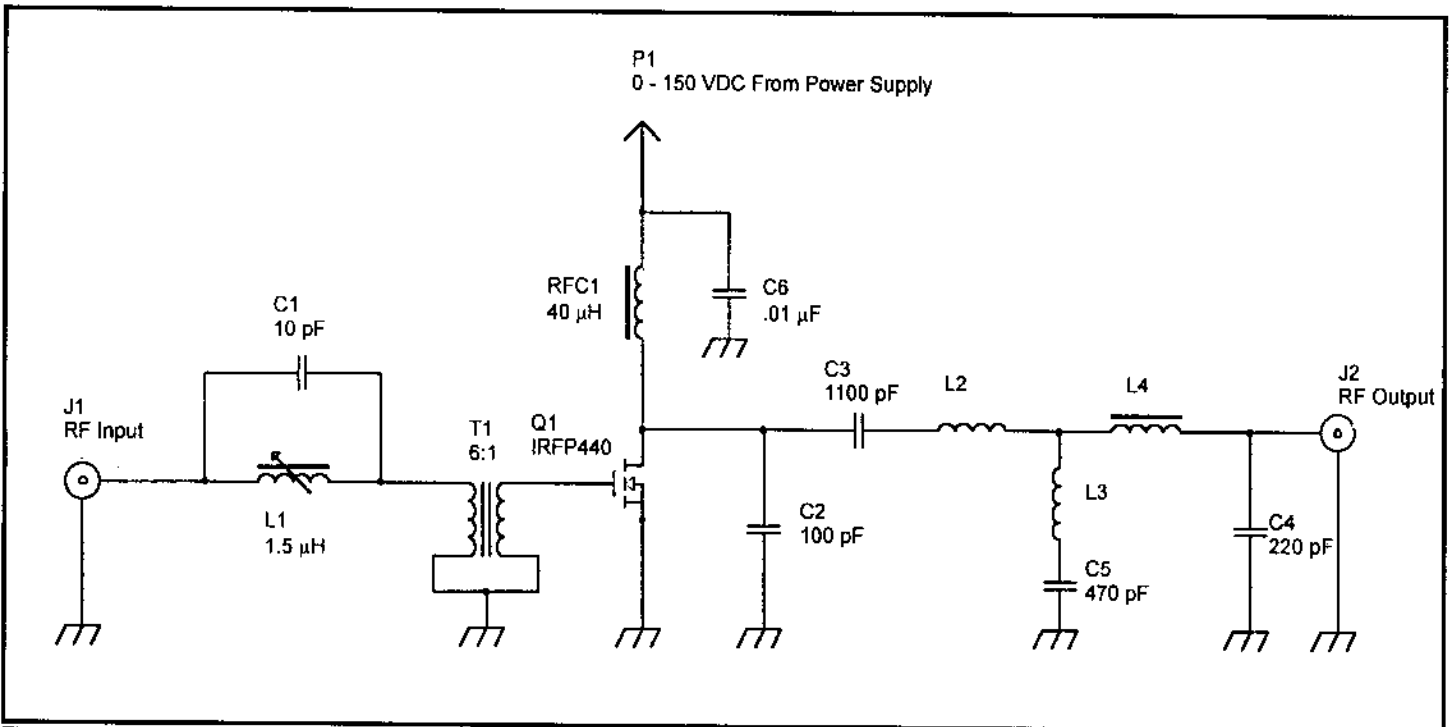 P1
0 - 150 VDC From Power Supply
RFC1
40 µH
C6
.01 µF
C1
10 pF
J1
RF Input
L1
1.5 µH
T1
6:1
Q1
IRFP440
C2
100 pF
C3
1100 pF
L2
L3
C5
470 pF
L4
C4
220 pF
J2
RF Output